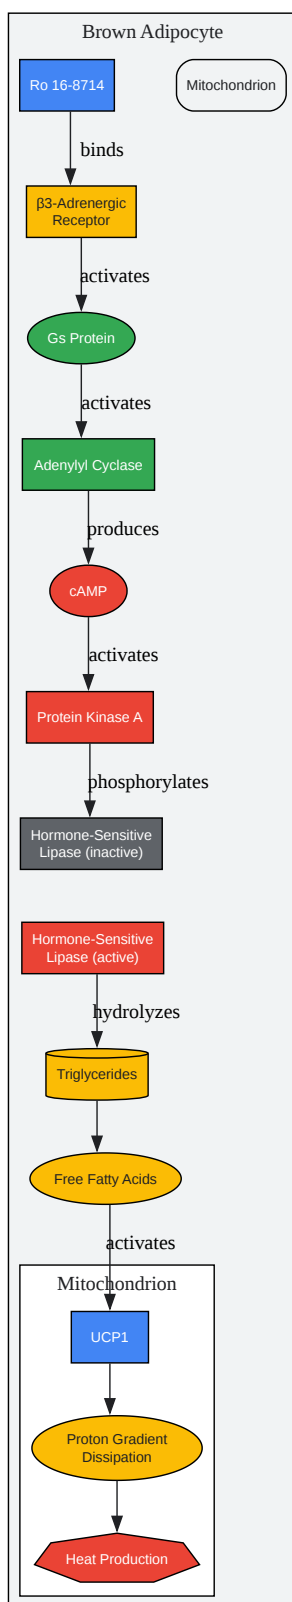 Brown Adipocyte
Ro 16-8714
Mitochondrion
binds
β3-Adrenergic
Receptor
activates
Gs Protein
activates
Adenylyl Cyclase
produces
cAMP
activates
Protein Kinase A
phosphorylates
Hormone-Sensitive
Lipase (inactive)
Hormone-Sensitive
Lipase (active)
hydrolyzes
Triglycerides
Free Fatty Acids
activates
Mitochondrion
UCP1
Proton Gradient
Dissipation
Heat Production